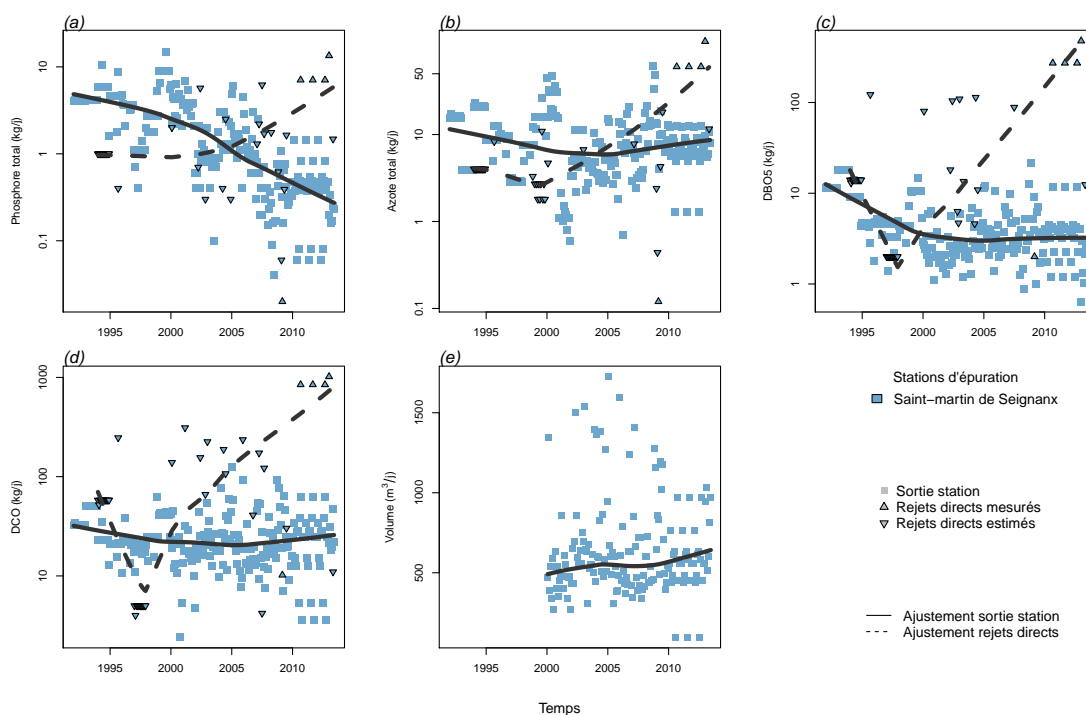 (a)
Phosphore total (kg/j)
10
1
0.1
1995 2000 2005 2010
(b)
Azote total (kg/j)
50
10
5
1
0.1
1995 2000 2005 2010
(c)
DBO5 (kg/j)
100
10
1
1995 2000 2005 2010
(d)
DCO (kg/j)
1000
100
10
1995 2000 2005 2010
(e)
Volume (m³/j)
1500
1000
500
1995 2000 2005 2010
Stations d'épuration
Saint−martin de Seignanx
Sortie station
Rejets directs mesurés
Rejets directs estimés
Ajustement sortie station
Ajustement rejets directs
Temps